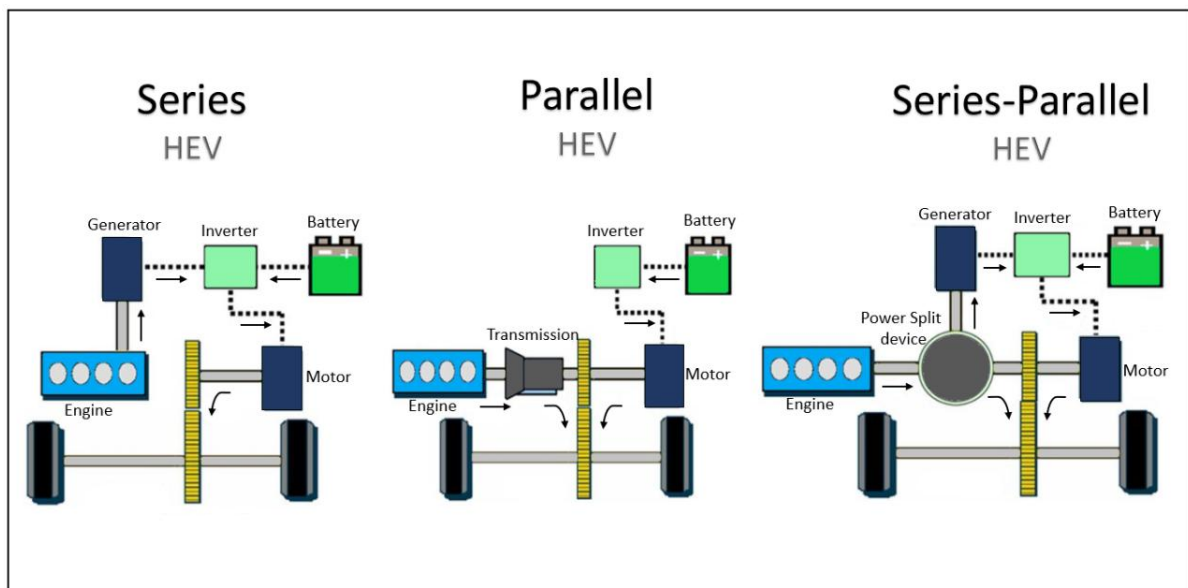 Series
HEV
Generator
Inverter
Battery
- +
Engine
Motor
Parallel
HEV
Inverter
Battery
- +
Transmission
Engine
Motor
Series-Parallel
HEV
Generator
Inverter
Battery
- +
Power Split
device
Engine
Motor